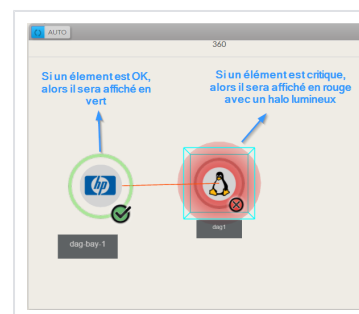 AUTO
360
Si un élement est OK,
alors il sera affiché en
vert
Si un élément est critique,
alors il sera affiché en rouge
avec un halo lumineux
hp
dag-bay-1
dag1